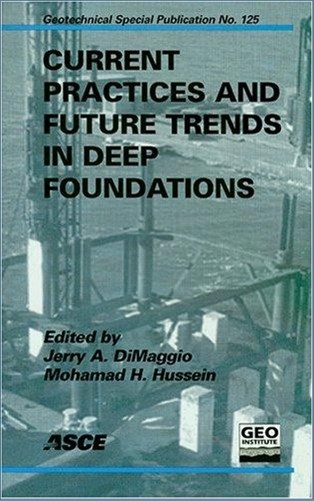 Geotechnical Special Publication No. 125
CURRENT
PRACTICES AND
FUTURE TRENDS
IN DEEP
FOUNDATIONS
Edited by
Jerry A. DiMaggio
Mohamad H. Hussein
ASCE
GEO
INSTITUTE